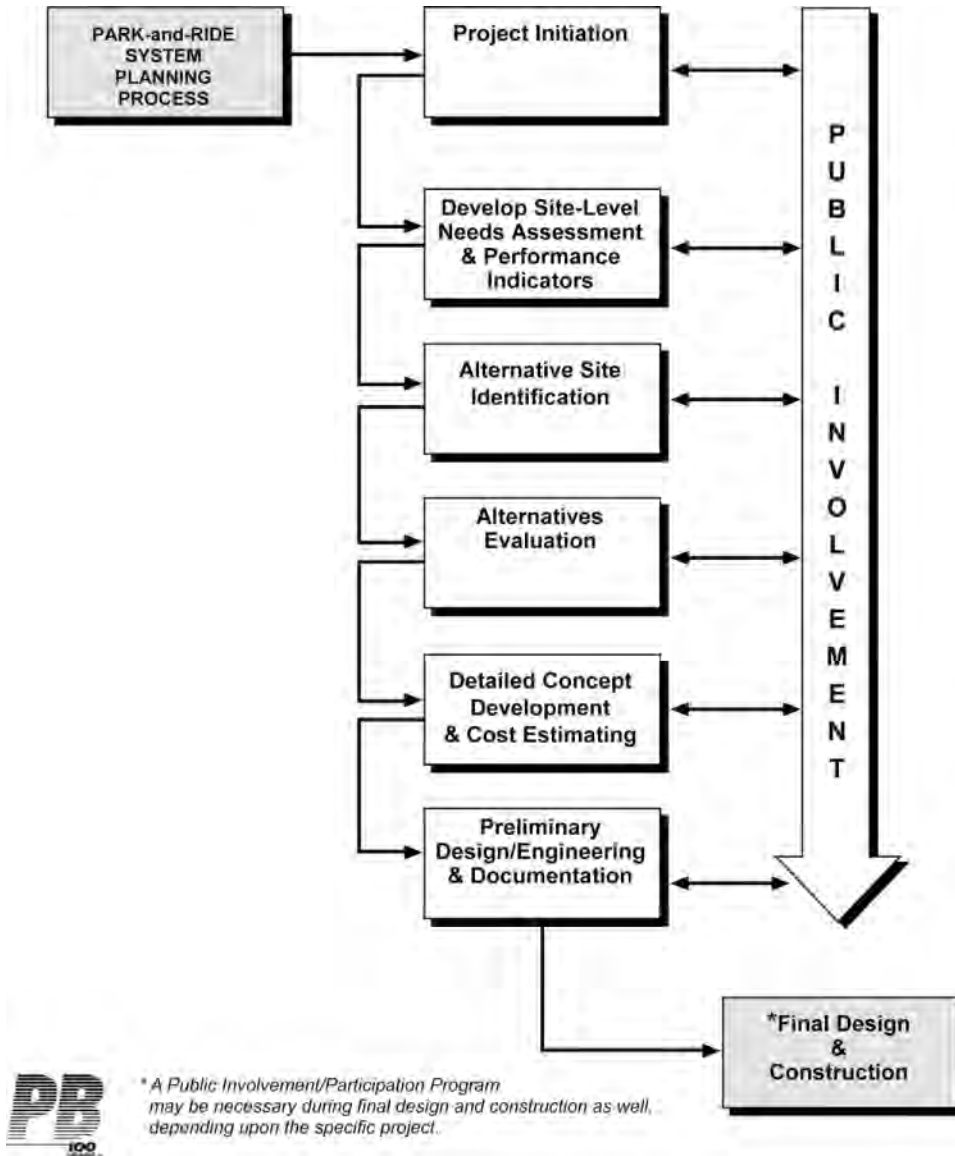 PARK-and-RIDE
SYSTEM
PLANNING
PROCESS
Project Initiation
Develop Site-Level
Needs Assessment
& Performance
Indicators
Alternative Site
Identification
Alternatives
Evaluation
Detailed Concept
Development
& Cost Estimating
Preliminary
Design/Engineering
& Documentation
PUBLIC INVOLVEMENT
*Final Design
&
Construction
PB
100
* A Public Involvement/Participation Program
may be necessary during final design and construction as well,
depending upon the specific project.